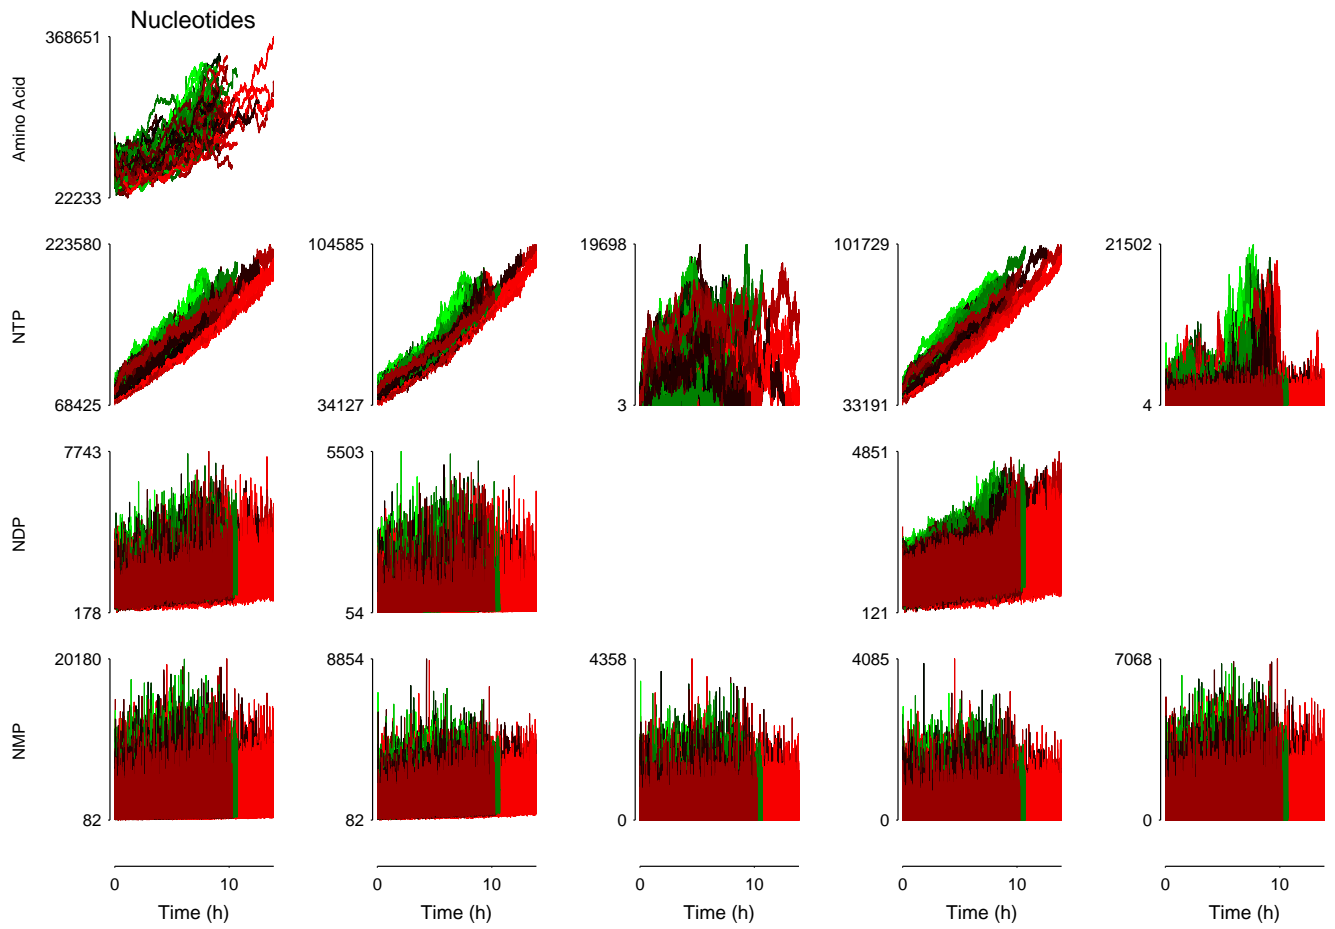 Nucleotides
368651
Amino Acid
22233
223580 104585 19698 101729 21502
NTP
68425 34127 3 33191 4
7743 5503 4851
NDP
178 54 121
20180 8854 4358 4085 7068
NMP
82 82 0 0 0
0 10 0 10 0 10 0 10 0 10
Time (h) Time (h) Time (h) Time (h) Time (h)